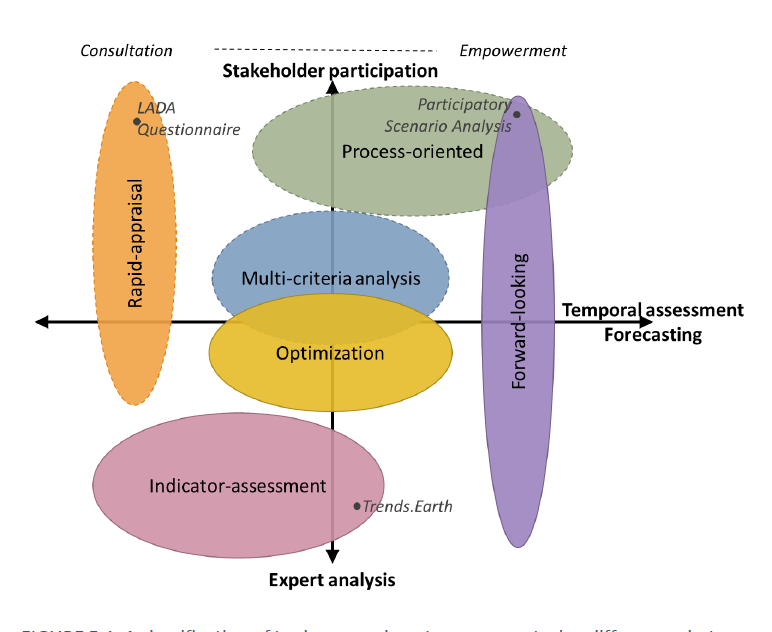 Consultation
Empowerment
Stakeholder participation
LADA
Questionnaire
Participatory
Scenario Analysis
Process-oriented
Rapid-appraisal
Multi-criteria analysis
Forward-looking
Temporal assessment
Forecasting
Optimization
Indicator-assessment
Trends.Earth
Expert analysis